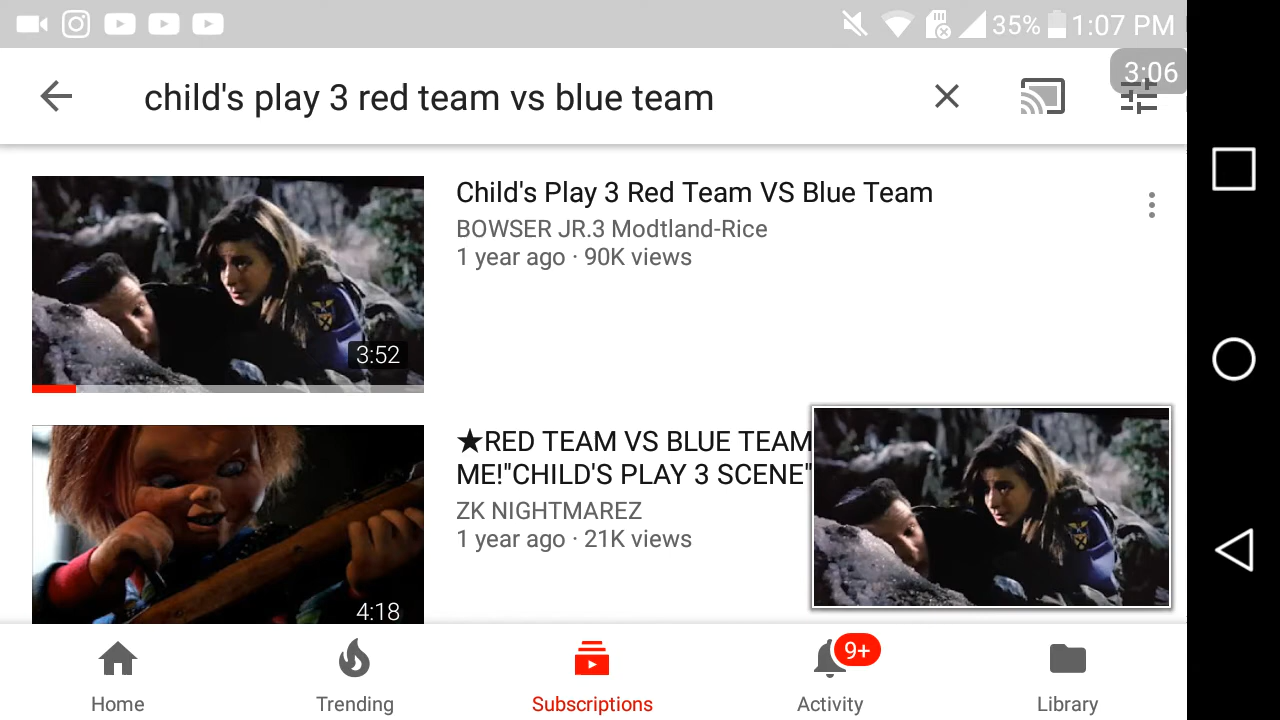 35% 1:07 PM
3:06
child's play 3 red team vs blue team
Child's Play 3 Red Team VS Blue Team
BOWSER JR.3 Modtland-Rice
1 year ago · 90K views
3:52
★RED TEAM VS BLUE TEAM
ME!"CHILD'S PLAY 3 SCENE"
ZK NIGHTMAREZ
1 year ago · 21K views
4:18
9+
Home
Trending
Subscriptions
Activity
Library